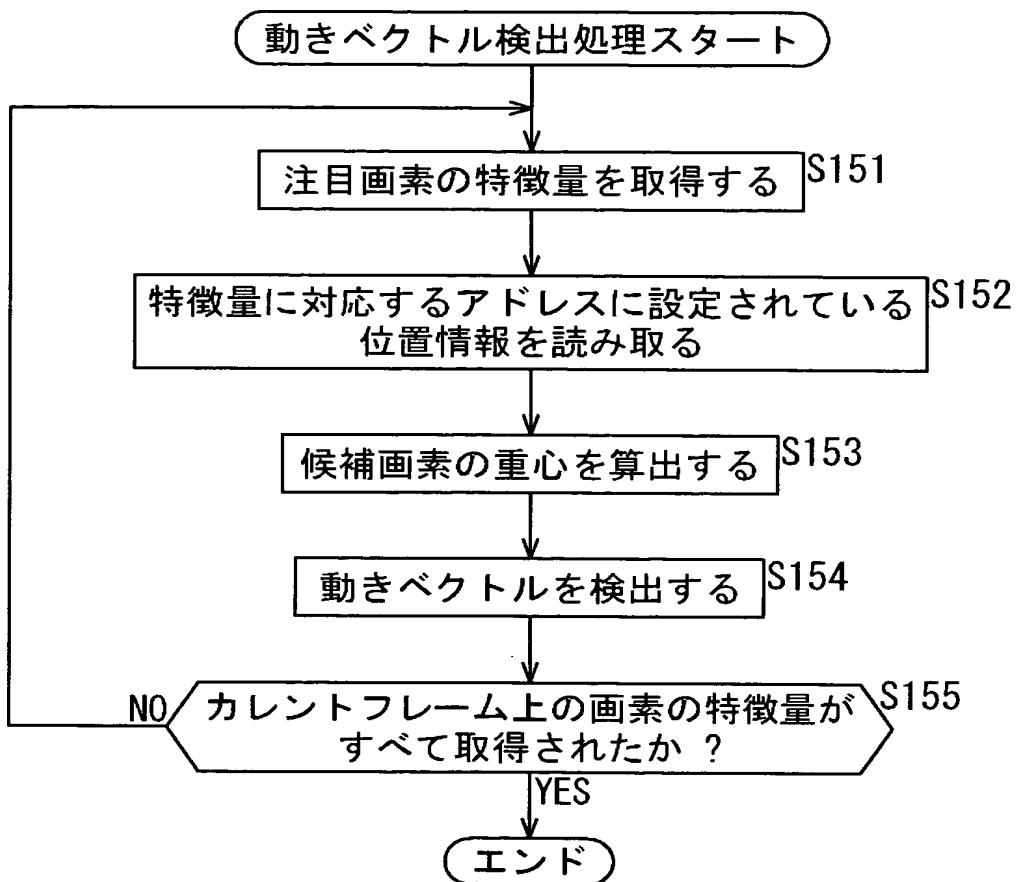 動きベクトル検出処理スタート
注目画素の特徴量を取得する
S151
特徴量に対応するアドレスに設定されている
位置情報を読み取る
S152
候補画素の重心を算出する
S153
動きベクトルを検出する
S154
カレントフレーム上の画素の特徴量が
すべて取得されたか ?
S155
NO
YES
エンド